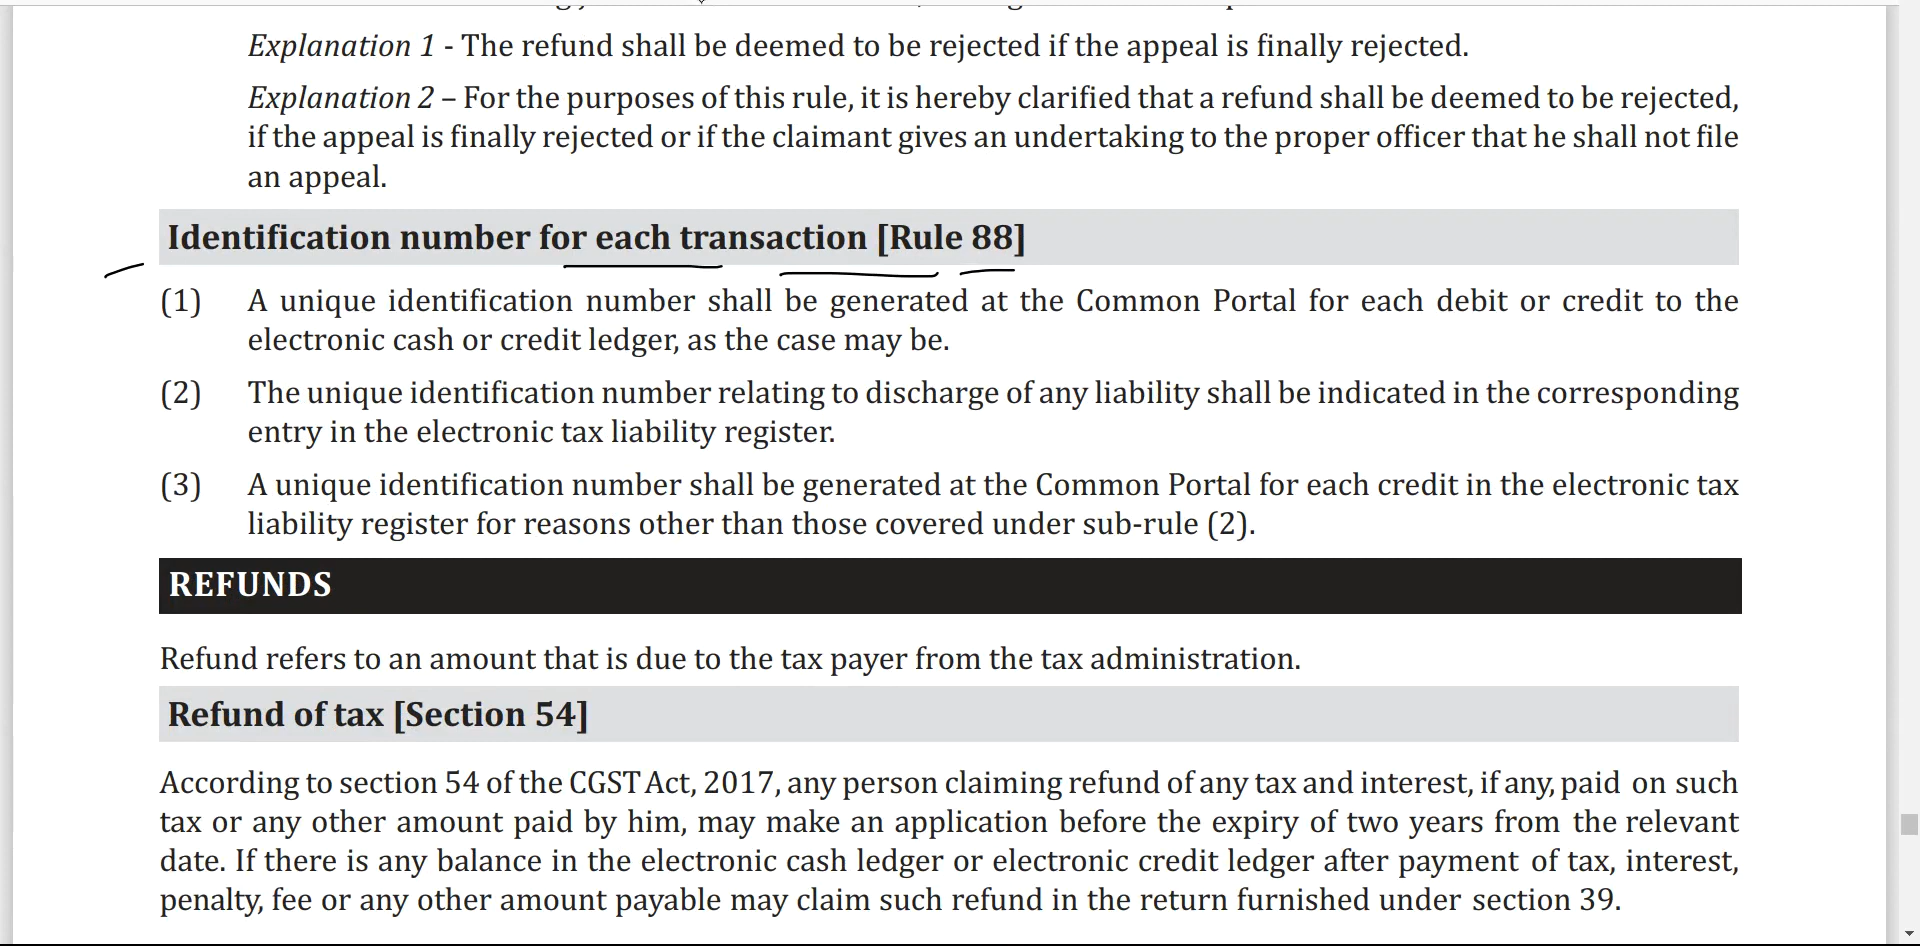 Explanation 1 - The refund shall be deemed to be rejected if the appeal is finally rejected.
Explanation 2 – For the purposes of this rule, it is hereby clarified that a refund shall be deemed to be rejected,
if the appeal is finally rejected or if the claimant gives an undertaking to the proper officer that he shall not file
an appeal.
Identification number for each transaction [Rule 88]
(1) A unique identification number shall be generated at the Common Portal for each debit or credit to the
electronic cash or credit ledger, as the case may be.
(2) The unique identification number relating to discharge of any liability shall be indicated in the corresponding
entry in the electronic tax liability register.
(3) A unique identification number shall be generated at the Common Portal for each credit in the electronic tax
liability register for reasons other than those covered under sub-rule (2).
REFUNDS
Refund refers to an amount that is due to the tax payer from the tax administration.
Refund of tax [Section 54]
According to section 54 of the CGST Act, 2017, any person claiming refund of any tax and interest, if any, paid on such
tax or any other amount paid by him, may make an application before the expiry of two years from the relevant
date. If there is any balance in the electronic cash ledger or electronic credit ledger after payment of tax, interest,
penalty, fee or any other amount payable may claim such refund in the return furnished under section 39.